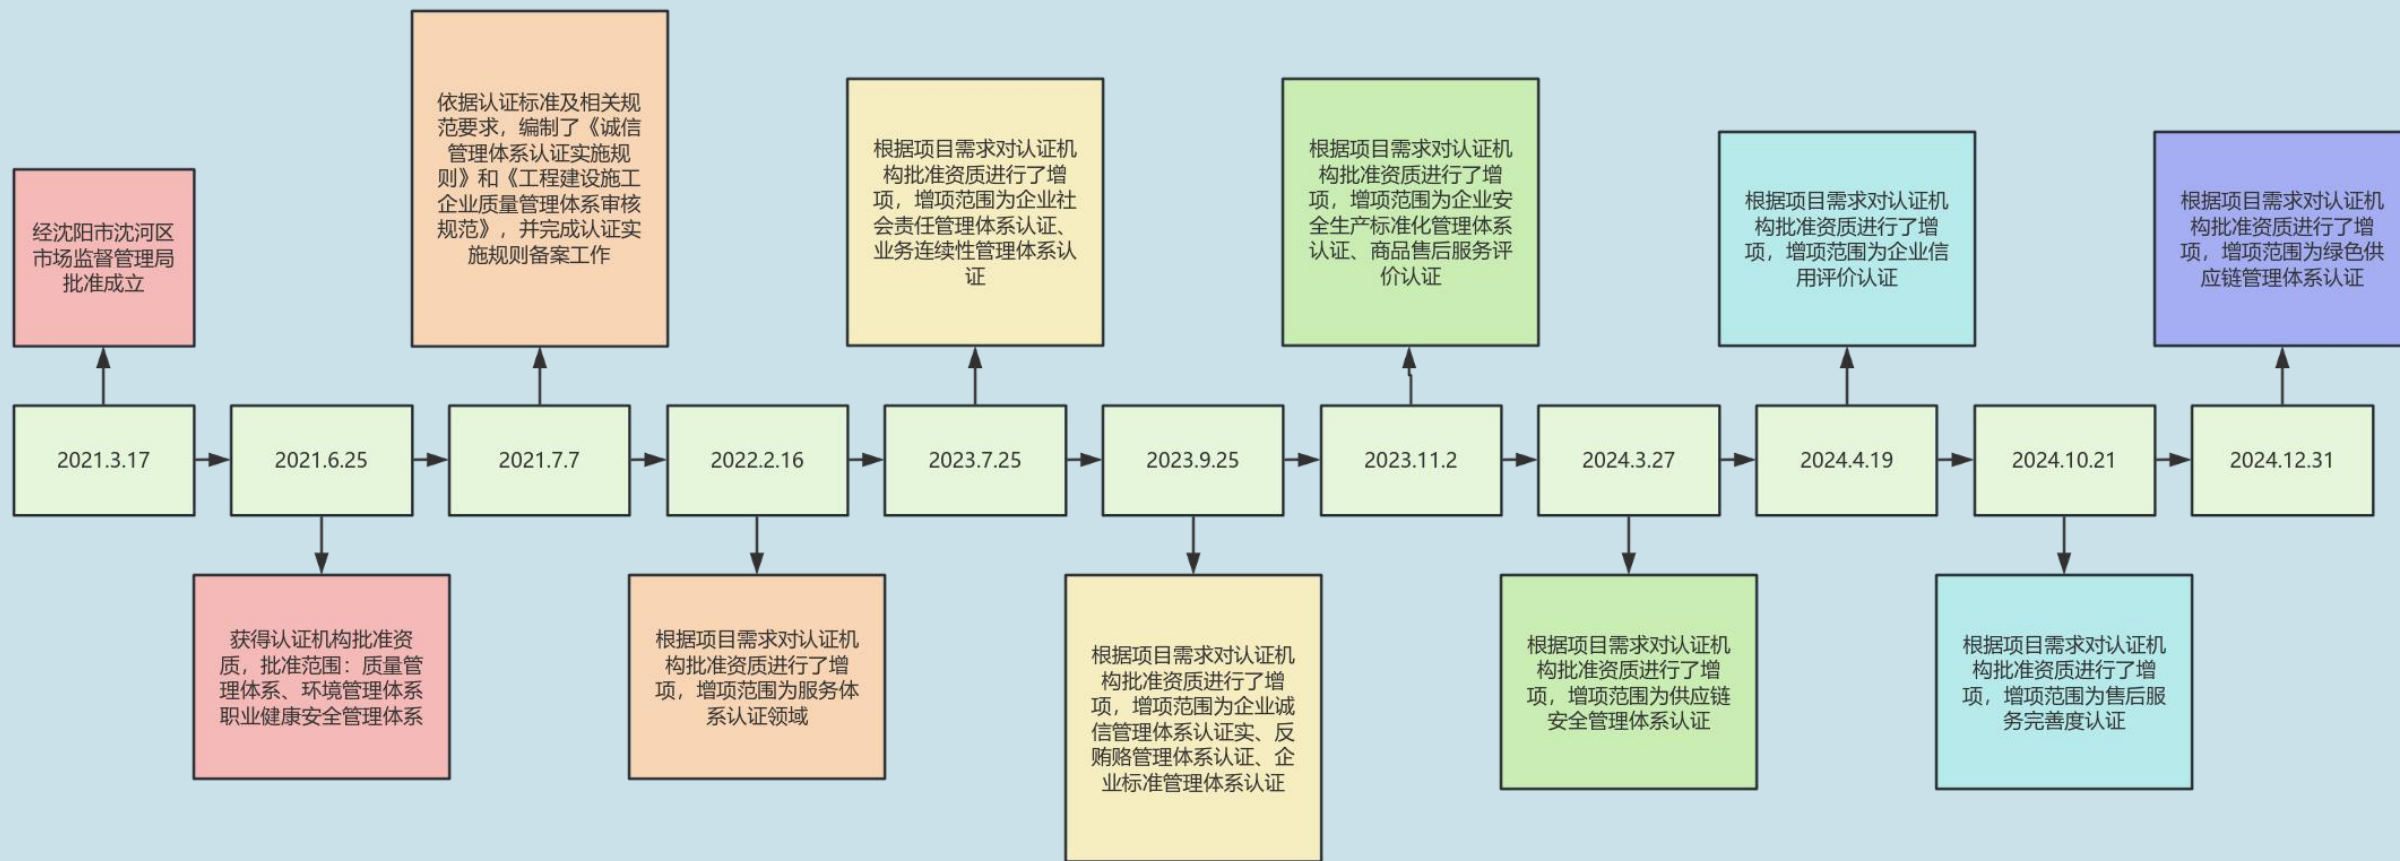 依据认证标准及相关规
范要求，编制了《诚信
管理体系认证实施规
则》和《工程建设施工
企业质量管理体系审核
规范》，并完成认证实
施规则备案工作
根据项目需求对认证机
构批准资质进行了增
项，增项范围为企业社
会责任管理体系认证、
业务连续性管理体系认
证
根据项目需求对认证机
构批准资质进行了增
项，增项范围为企业安
全生产标准化管理体系
认证、商品售后服务评
价认证
根据项目需求对认证机
构批准资质进行了增
项，增项范围为企业信
用评价认证
根据项目需求对认证机
构批准资质进行了增
项，增项范围为绿色供
应链管理体系认证
经沈阳市沈河区
市场监督管理局
批准成立
2021.3.17
2021.6.25
2021.7.7
2022.2.16
2023.7.25
2023.9.25
2023.11.2
2024.3.27
2024.4.19
2024.10.21
2024.12.31
获得认证机构批准资
质，批准范围：质量管
理体系、环境管理体系
职业健康安全管理体系
根据项目需求对认证机
构批准资质进行了增
项，增项范围为服务体
系认证领域
根据项目需求对认证机
构批准资质进行了增
项，增项范围为企业诚
信管理体系认证实、反
贿赂管理体系认证、企
业标准管理体系认证
根据项目需求对认证机
构批准资质进行了增
项，增项范围为供应链
安全管理体系认证
根据项目需求对认证机
构批准资质进行了增
项，增项范围为售后服
务完善度认证